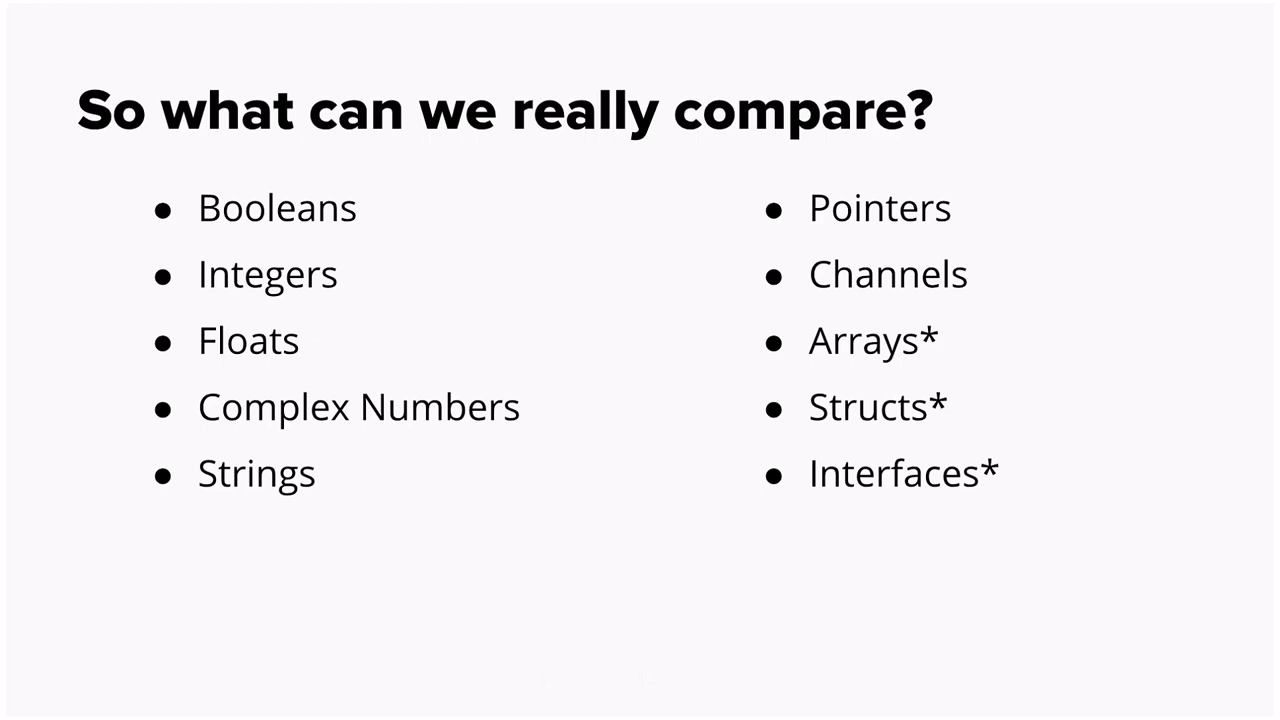 So what can we really compare?
● Booleans
● Integers
● Floats
● Complex Numbers
● Strings
● Pointers
● Channels
● Arrays*
● Structs*
● Interfaces*